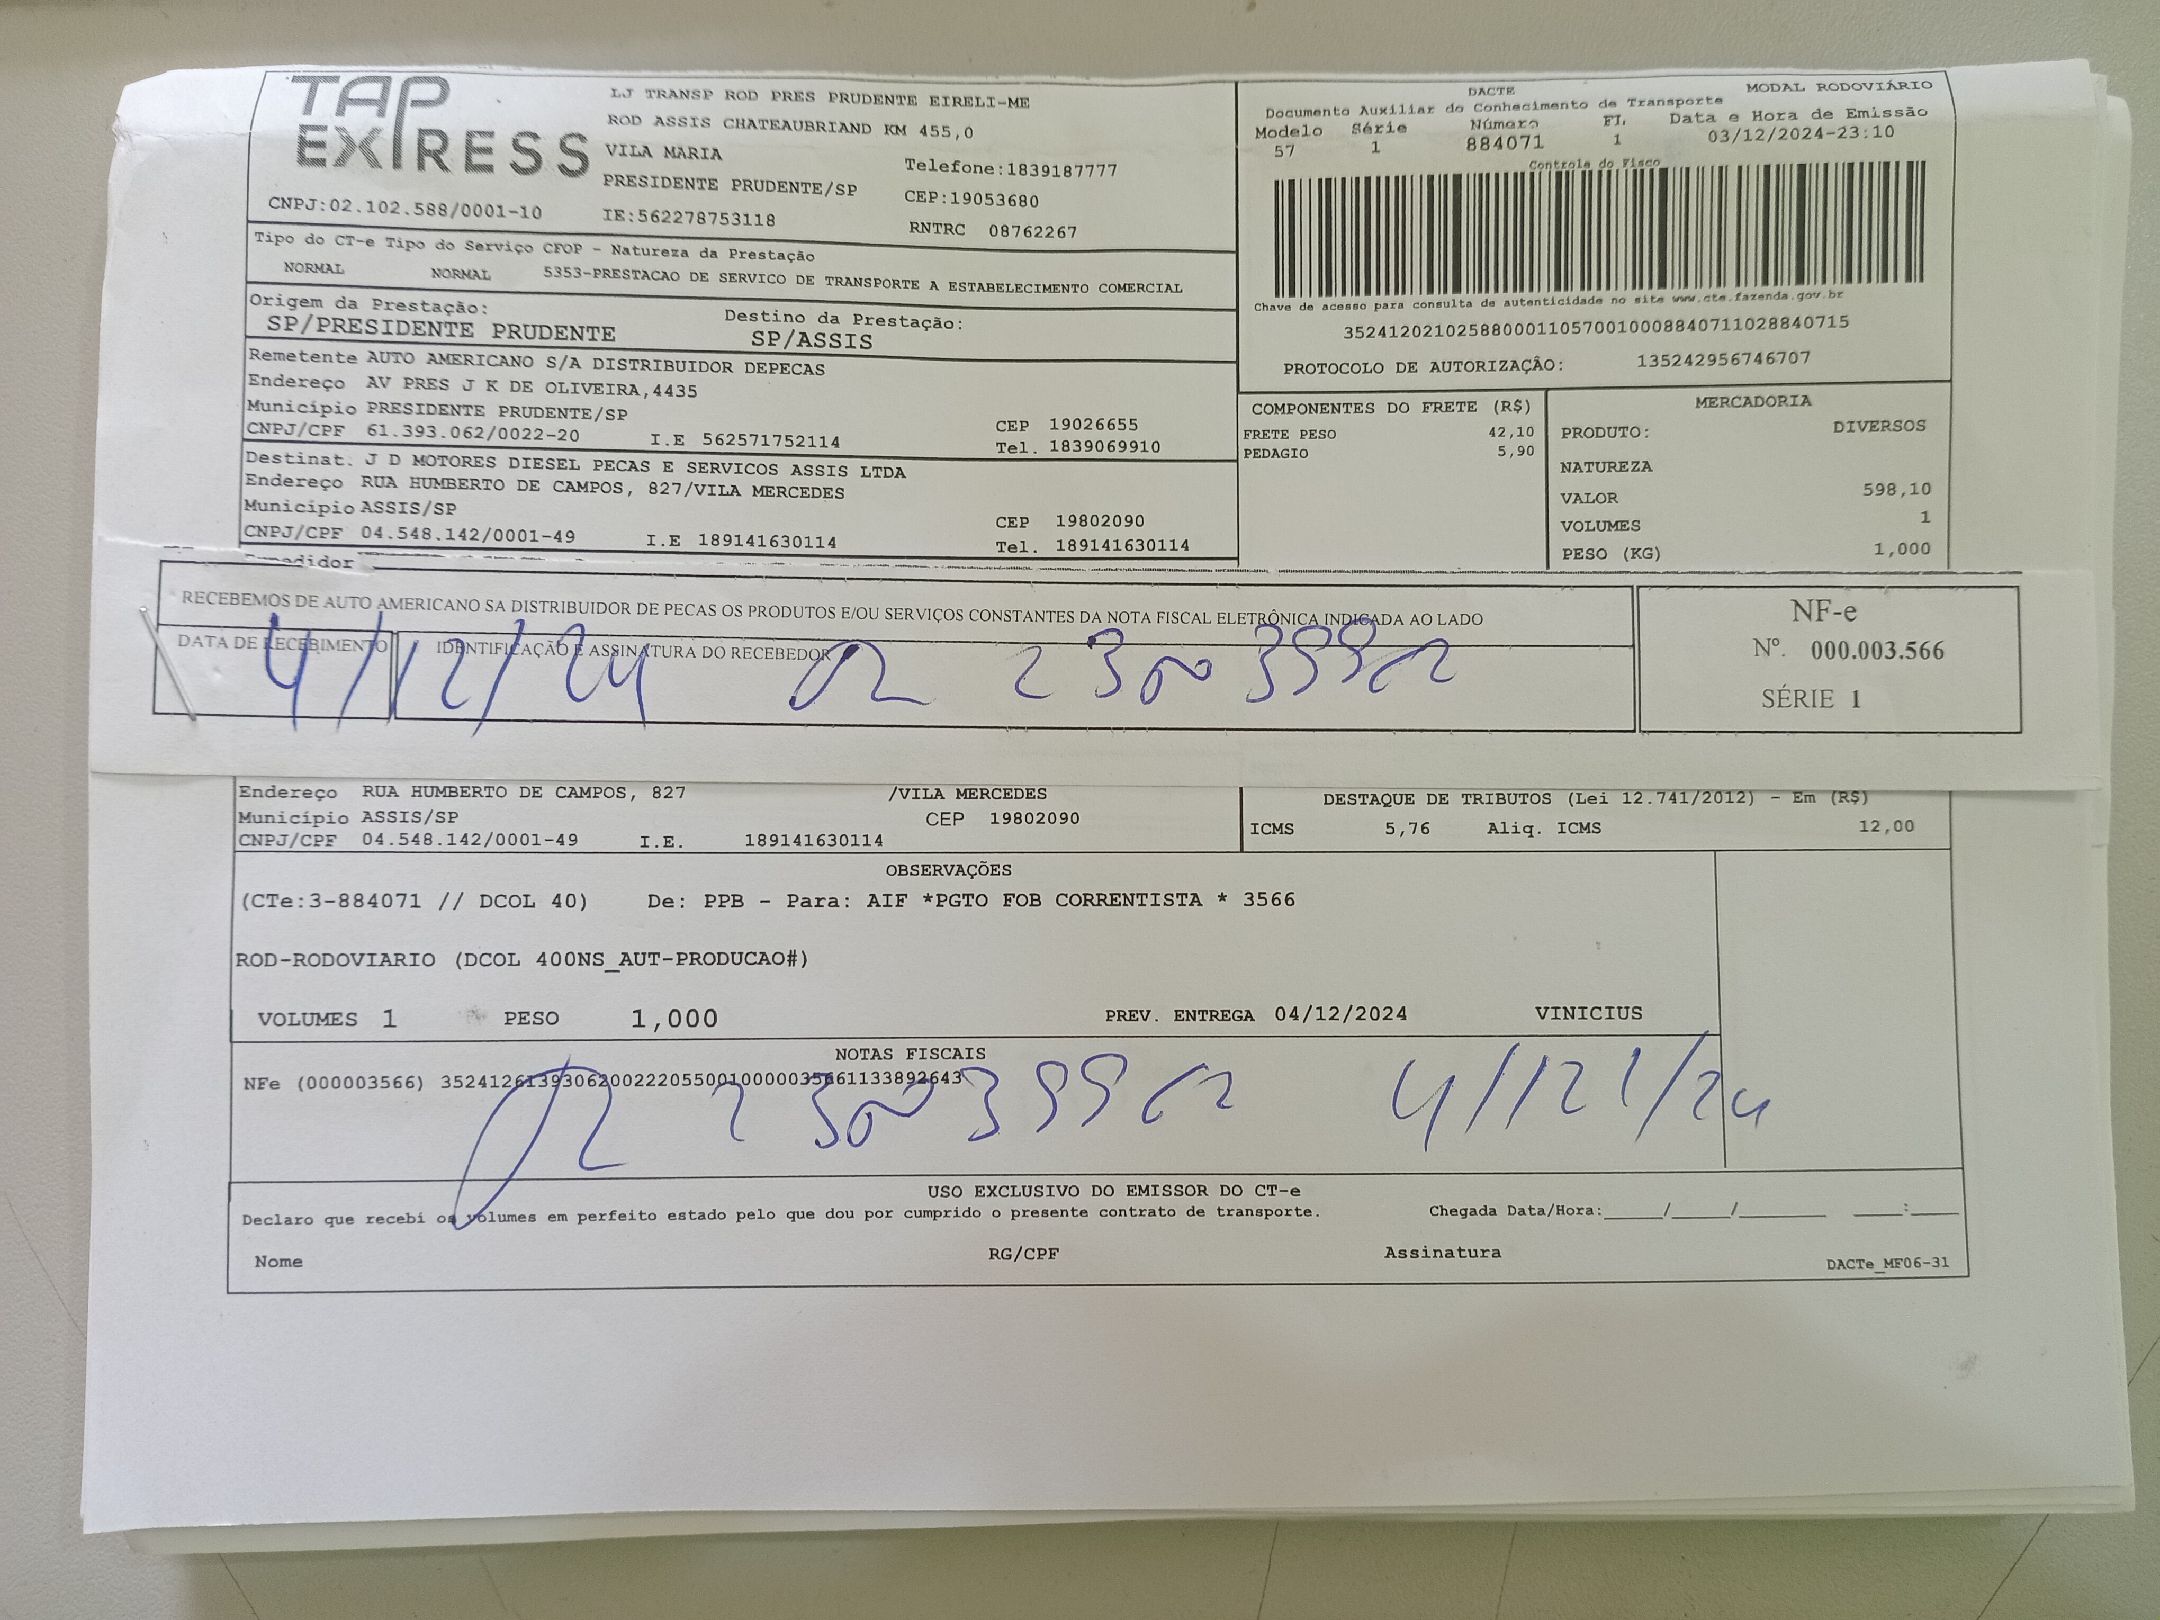 TAP EXPRESS
LJ TRANSP ROD PRES PRUDENTE EIRELI-ME
ROD ASSIS CHATEAUBRIAND KM 455,0
VILA MARIA
Telefone:1839187777
PRESIDENTE PRUDENTE/SP
CEP:19053680
CNPJ:02.102.588/0001-10
IE:562278753118
RNTRC 08762267
DACTE
MODAL RODOVIÁRIO
Documento Auxiliar do Conhecimento de Transporte
Modelo Série Número FL Data e Hora de Emissão
57 1 884071 1 03/12/2024-23:10
Controle do Fisco
Tipo do CT-e Tipo do Serviço CFOP - Natureza da Prestação
NORMAL NORMAL 5353-PRESTACAO DE SERVICO DE TRANSPORTE A ESTABELECIMENTO COMERCIAL
Chave de acesso para consulta de autenticidade no site www.cte.fazenda.gov.br
35241202102588000110570010008840711028840715
PROTOCOLO DE AUTORIZAÇÃO: 135242956746707
Origem da Prestação:
SP/PRESIDENTE PRUDENTE
Destino da Prestação:
SP/ASSIS
Remetente AUTO AMERICANO S/A DISTRIBUIDOR DEPECAS
Endereço AV PRES J K DE OLIVEIRA,4435
Município PRESIDENTE PRUDENTE/SP
CEP 19026655
CNPJ/CPF 61.393.062/0022-20 I.E 562571752114
Tel. 1839069910
Destinat. J D MOTORES DIESEL PECAS E SERVICOS ASSIS LTDA
Endereço RUA HUMBERTO DE CAMPOS, 827/VILA MERCEDES
Município ASSIS/SP
CEP 19802090
CNPJ/CPF 04.548.142/0001-49 I.E 189141630114
Tel. 189141630114
COMPONENTES DO FRETE (R$)
FRETE PESO 42,10
PEDAGIO 5,90
MERCADORIA
PRODUTO: DIVERSOS
NATUREZA
VALOR 598,10
VOLUMES 1
PESO (KG) 1,000
RECEBEMOS DE AUTO AMERICANO SA DISTRIBUIDOR DE PECAS OS PRODUTOS E/OU SERVIÇOS CONSTANTES DA NOTA FISCAL ELETRÔNICA INDICADA AO LADO
DATA DE RECEBIMENTO
IDENTIFICAÇÃO E ASSINATURA DO RECEBEDOR
4/12/24
NF-e
Nº. 000.003.566
SÉRIE 1
Endereço RUA HUMBERTO DE CAMPOS, 827 /VILA MERCEDES
Município ASSIS/SP CEP 19802090
CNPJ/CPF 04.548.142/0001-49 I.E. 189141630114
DESTAQUE DE TRIBUTOS (Lei 12.741/2012) - Em (R$)
ICMS 5,76 Aliq. ICMS 12,00
OBSERVAÇÕES
(CTe:3-884071 // DCOL 40) De: PPB - Para: AIF *PGTO FOB CORRENTISTA * 3566
ROD-RODOVIARIO (DCOL 400NS_AUT-PRODUCAO#)
VOLUMES 1 PESO 1,000 PREV. ENTREGA 04/12/2024 VINICIUS
NOTAS FISCAIS
NFe (000003566) 35241261393062002220550010000035661133892643
4/12/24
USO EXCLUSIVO DO EMISSOR DO CT-e
Declaro que recebi os volumes em perfeito estado pelo que dou por cumprido o presente contrato de transporte.
Chegada Data/Hora:____/____/________ ____:____
Nome RG/CPF Assinatura
DACTe_MF06-31